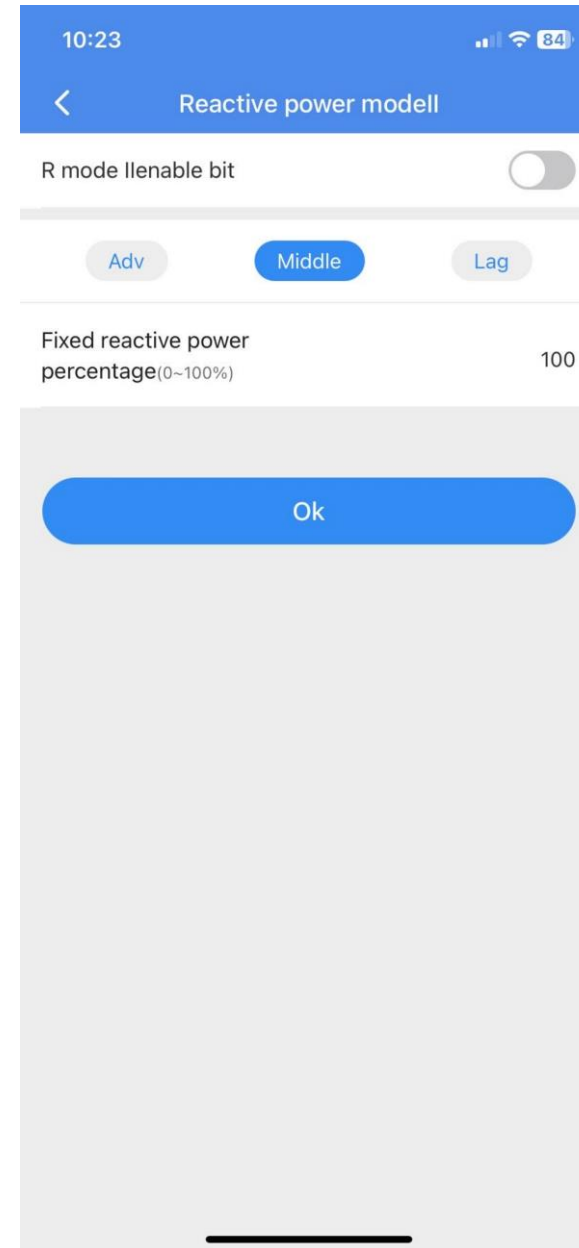 10:23
84
Reactive power modell
R mode llenable bit
Adv
Middle
Lag
Fixed reactive power
percentage(0~100%)
100
Ok